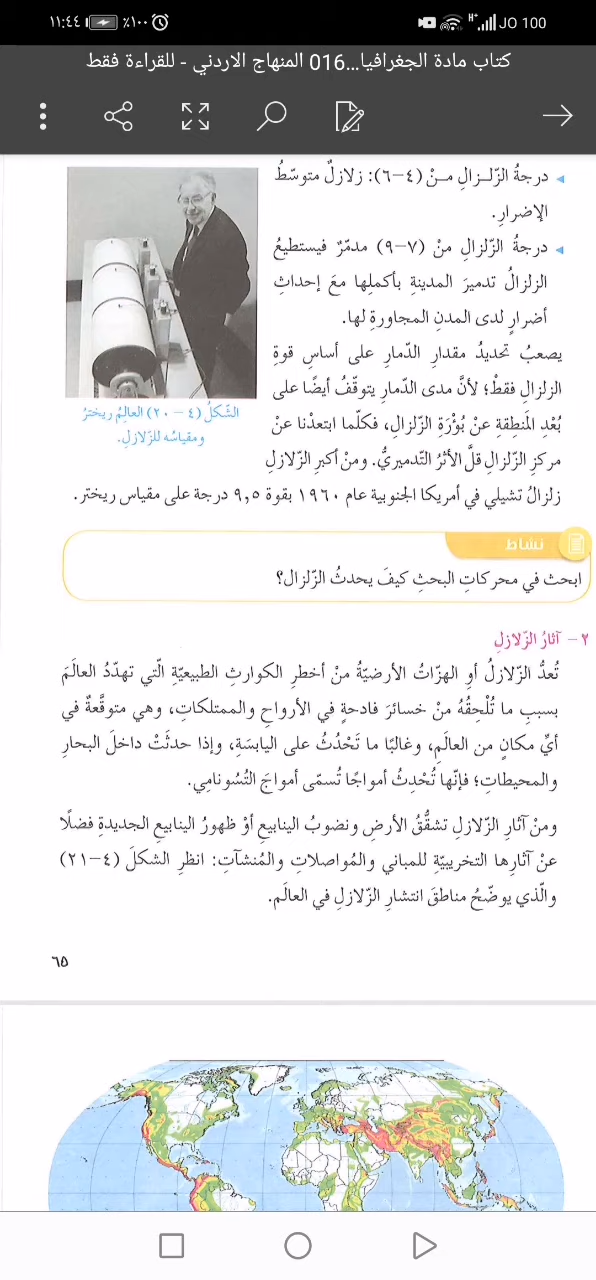 ١١:٤٤ ٪١٠٠ JO 100
كتاب مادة الجغرافيا...016 المنهاج الاردني - للقراءة فقط
درجةُ الزّلـزالِ مـنْ (٤-٦): زلازلٌ متوسّطُ
الإضرارِ.
درجةُ الزّلزالِ منْ (٧-٩) مدمّرٌ فيستطيعُ
الزلزالُ تدميرَ المدينةِ بأكملِها معَ إحداثِ
أضرارٍ لدى المدنِ المجاورةِ لها.
يصعبُ تحديدُ مقدارِ الدّمارِ على أساسِ قوةِ
الزلزالِ فقطْ؛ لأنَّ مدى الدّمارِ يتوقّفُ أيضًا على
بُعْدِ المَنطِقةِ عنْ بُؤْرَةِ الزّلزالِ، فكلّما ابتعدْنا عنْ
مركزِ الزّلزالِ قلَّ الأثرُ التّدميريُّ. ومنْ أكبرِ الزّلازلِ
زلزالُ تشيلي في أمريكا الجنوبية عام ١٩٦٠ بقوة ٩,٥ درجة على مقياس ريختر.
الشّكلُ (٤ - ٢٠) العالِمُ ريخترُ
ومقياسُه للزّلازلِ.
نشاط
ابحث في محركاتِ البحثِ كيفَ يحدثُ الزّلزال؟
٢- آثارُ الزّلازلِ
تُعدُّ الزّلازلُ أوِ الهزّاتُ الأرضيّةُ منْ أخطرِ الكوارثِ الطبيعيّةِ الّتي تهدّدُ العالَمَ
بسببِ ما تُلْحِقُهُ منْ خسائرَ فادحةٍ في الأرواحِ والممتلكاتِ، وهي متوقَّعةٌ في
أيِّ مكانٍ من العالَمِ، وغالبًا ما تَحْدُثُ على اليابسَةِ، وإذا حدثَتْ داخلَ البحارِ
والمحيطاتِ؛ فإنّها تُحْدِثُ أمواجًا تُسمّى أمواجَ التُسُونامي.
ومنْ آثارِ الزّلازلِ تشقُّقُ الأرضِ ونضوبُ الينابيعِ أوْ ظهورُ الينابيعِ الجديدةِ فضلًا
عنْ آثارِها التخريبيّةِ للمباني والمُواصلاتِ والمُنشآتِ: انظرِ الشكلَ (٤-٢١)
والّذي يوضّحُ مناطقَ انتشارِ الزّلازلِ في العالَمِ.
٦٥